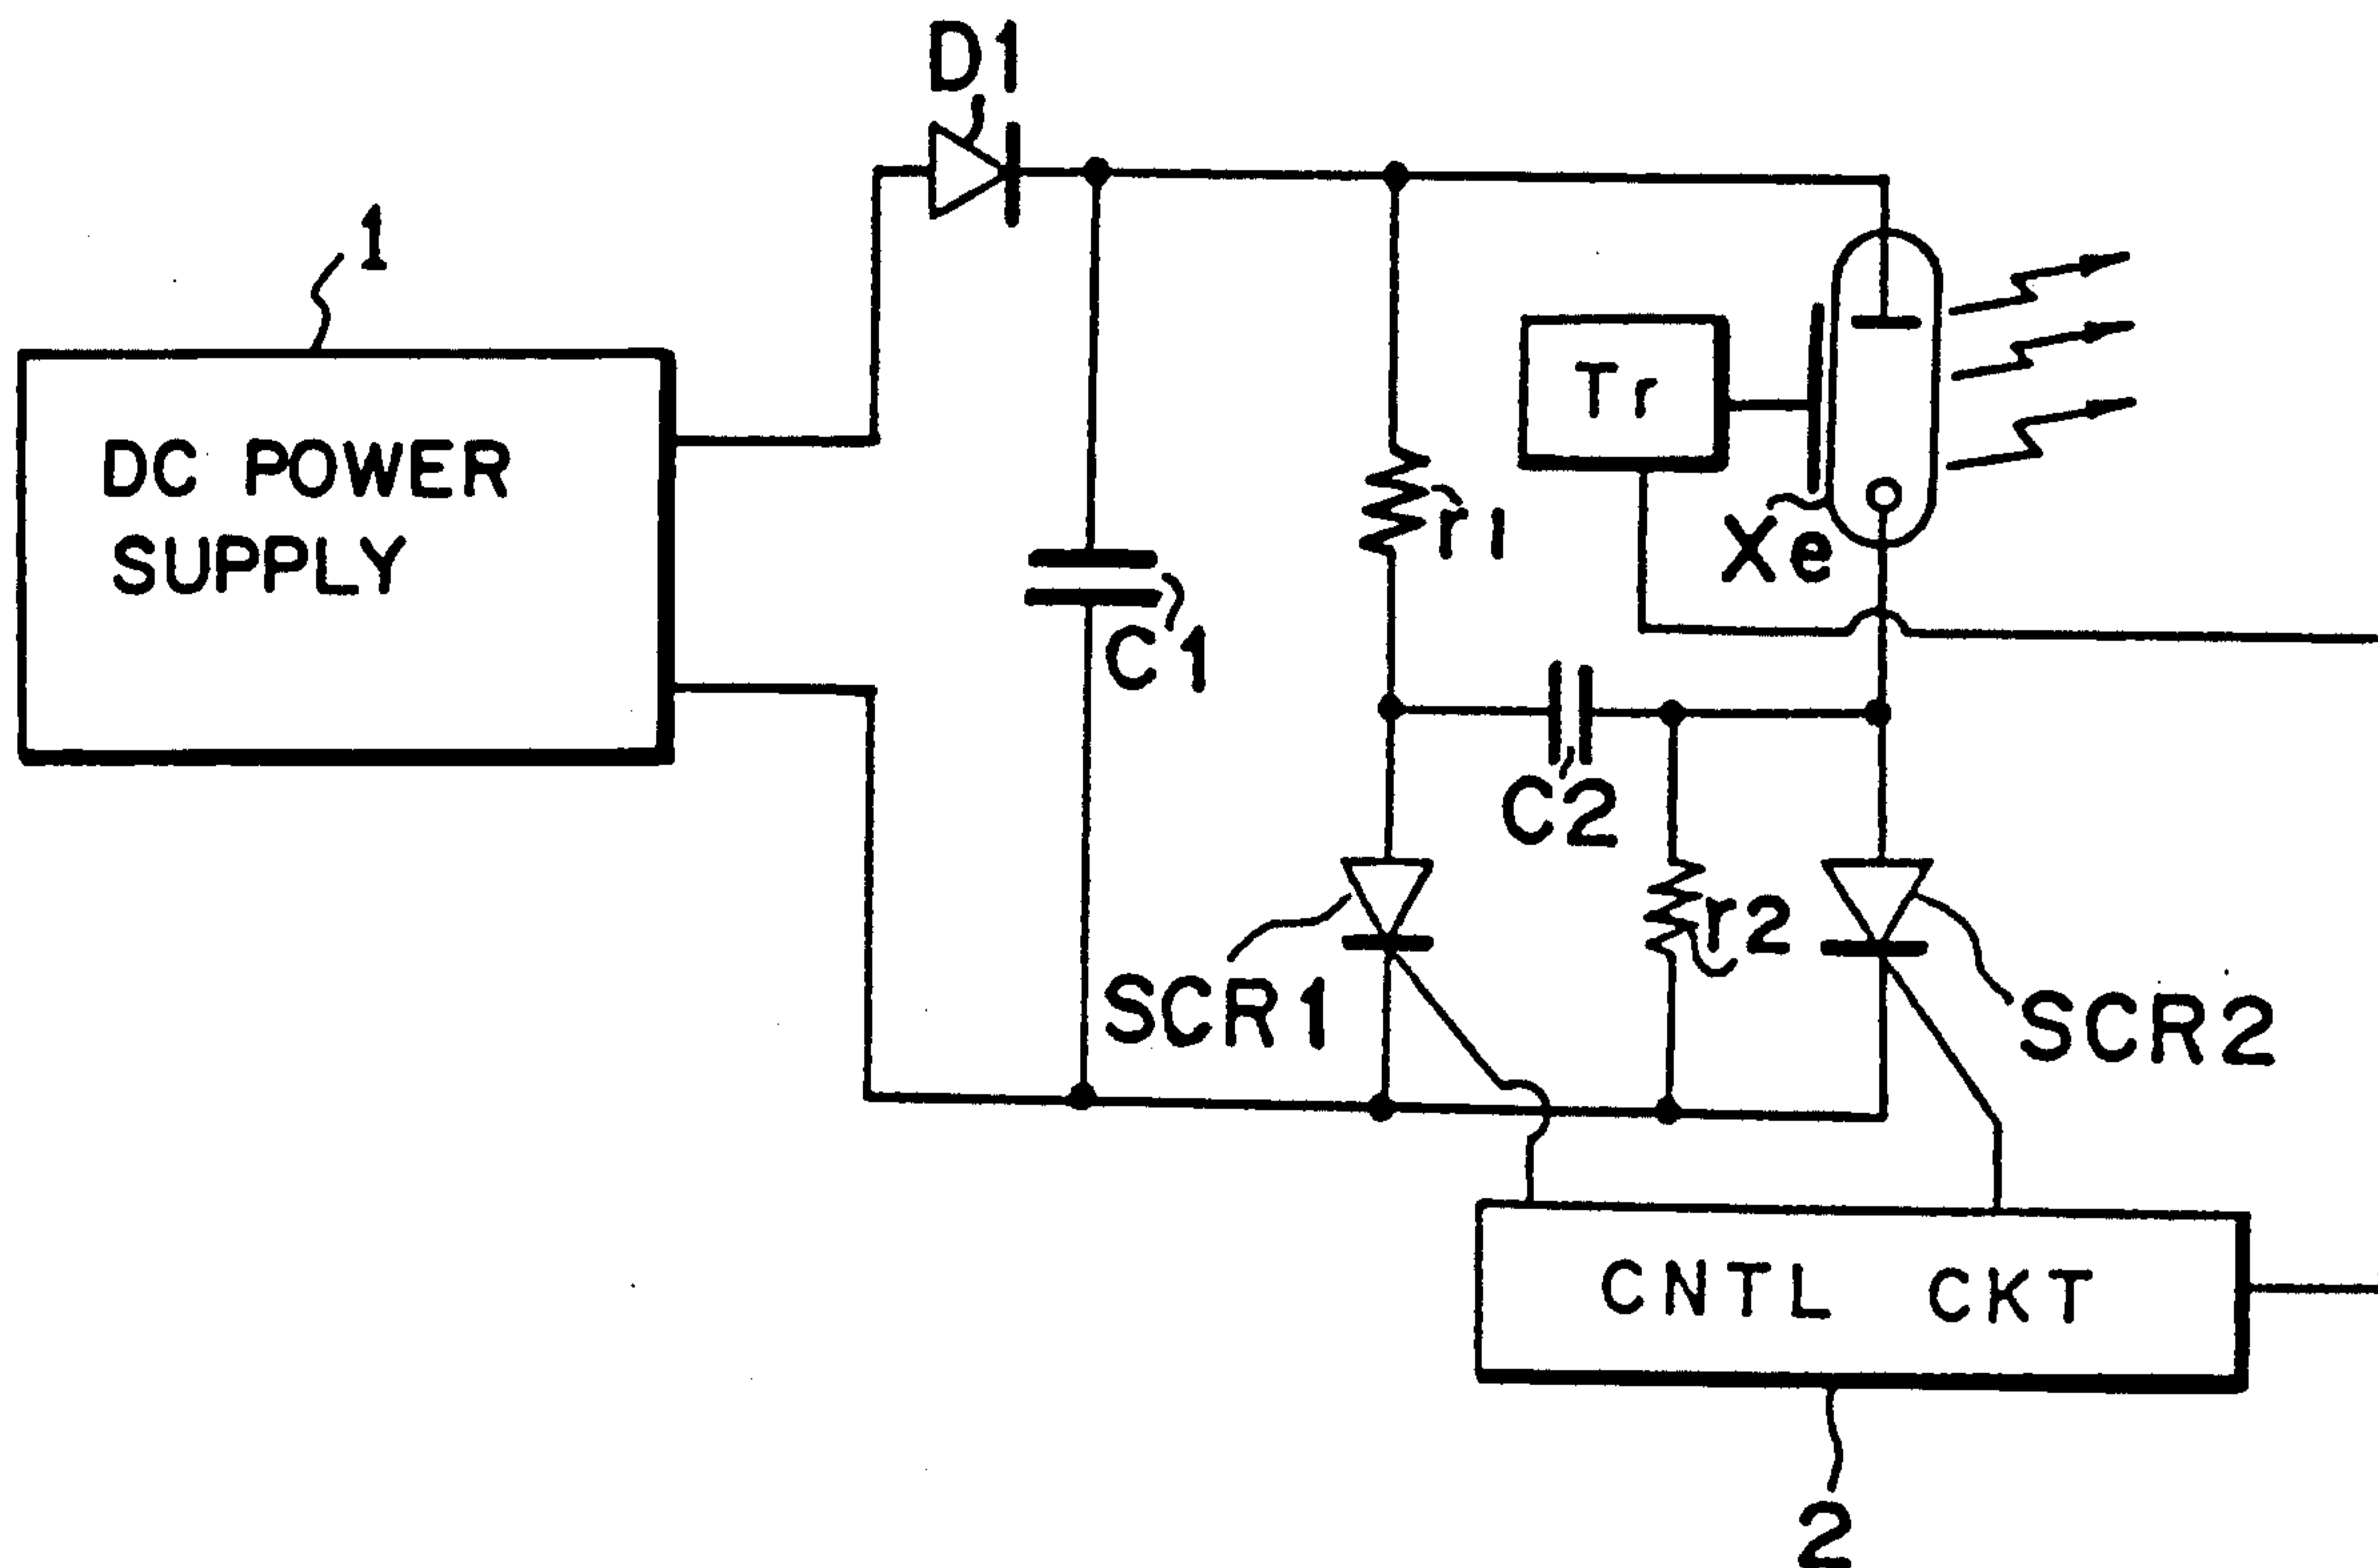 D1
1
DC POWER
SUPPLY
Tr
r1
Xe
C1
C2
r2
SCR1
SCR2
CNTL CKT
2